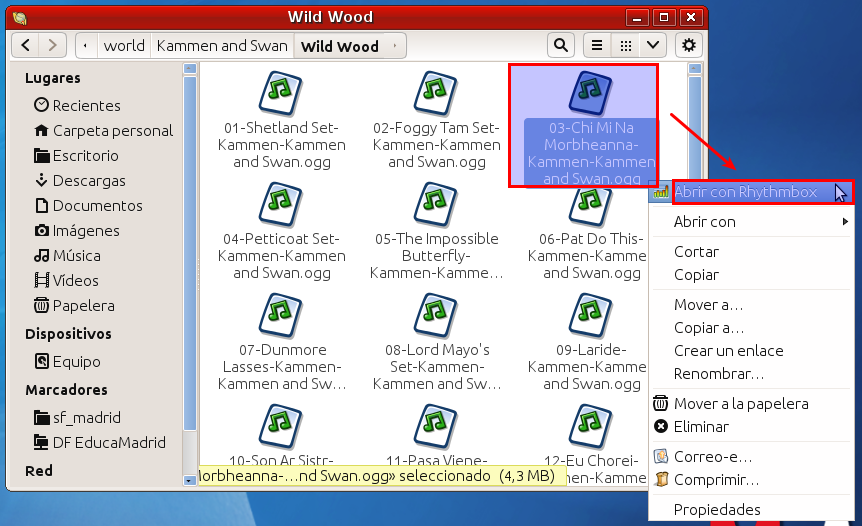 Wild Wood
world Kammen and Swan Wild Wood
Lugares
Recientes
Carpeta personal
Escritorio
Descargas
Documentos
Imágenes
Música
Vídeos
Papelera
Dispositivos
Equipo
Marcadores
sf_madrid
DF EducaMadrid
Red
01-Shetland Set-
Kammen-Kammen
and Swan.ogg
02-Foggy Tam Set-
Kammen-Kammen
and Swan.ogg
03-Chi Mi Na
Morbheanna-
Kammen-Kammen
and Swan.ogg
04-Petticoat Set-
Kammen-Kammen
and Swan.ogg
05-The Impossible
Butterfly-
Kammen-Kamme...
06-Pat Do This-
Kammen-Kamme
and Swan.ogg
07-Dunmore
Lasses-Kammen-
Kammen and Sw...
08-Lord Mayo's
Set-Kammen-
Kammen and Sw...
09-Laride-
Kammen-Kamme
and Swan.ogg
10-Son Ar Sistr-
11-Pasa Viene-
12-Eu Chorei-
mmen-Kammen
and Swan.ogg
Morbheanna-...nd Swan.ogg» seleccionado (4,3 MB)
Abrir con Rhythmbox
Abrir con
Cortar
Copiar
Mover a...
Copiar a...
Crear un enlace
Renombrar...
Mover a la papelera
Eliminar
Correo-e...
Comprimir...
Propiedades